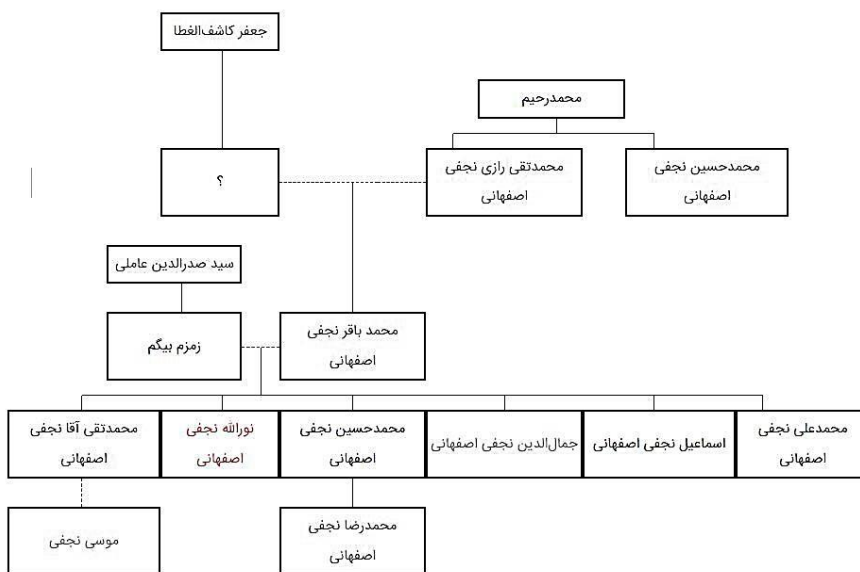 جعفر کاشف‌الغطا
محمدرحیم
؟
محمدتقی رازی نجفی
اصفهانی
محمدحسین نجفی
اصفهانی
سید صدرالدین عاملی
زمزم بیگم
محمد باقر نجفی
اصفهانی
محمدتقی آقا نجفی
اصفهانی
نورالله نجفی
اصفهانی
محمدحسین نجفی
اصفهانی
جمال‌الدین نجفی اصفهانی
اسماعیل نجفی اصفهانی
محمدعلی نجفی
اصفهانی
موسی نجفی
محمدرضا نجفی
اصفهانی